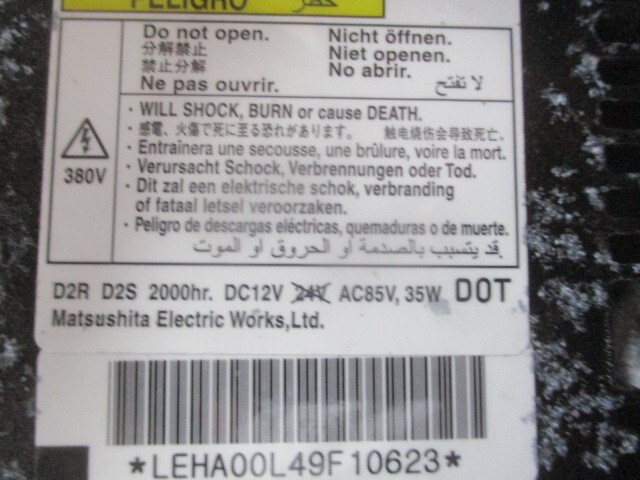 PELIGRO خطر
Do not open.
分解禁止
禁止分解
Ne pas ouvrir.
Nicht öffnen.
Niet openen.
No abrir.
لا تفتح
380V
· WILL SHOCK, BURN or cause DEATH.
· 感電、火傷で死に至る恐れがあります。 触电烧伤会导致死亡.
· Entraînera une secousse, une brûlure, voire la mort.
· Verursacht Schock, Verbrennungen oder Tod.
· Dit zal een elektrische schok, verbranding
of fataal letsel veroorzaken.
· Peligro de descargas eléctricas, quemaduras o de muerte.
قد يتسبب بالصدمة او الحروق او الموت
D2R D2S 2000hr. DC12V 24V AC85V, 35W DOT
Matsushita Electric Works,Ltd.
*LEHA00L49F10623*